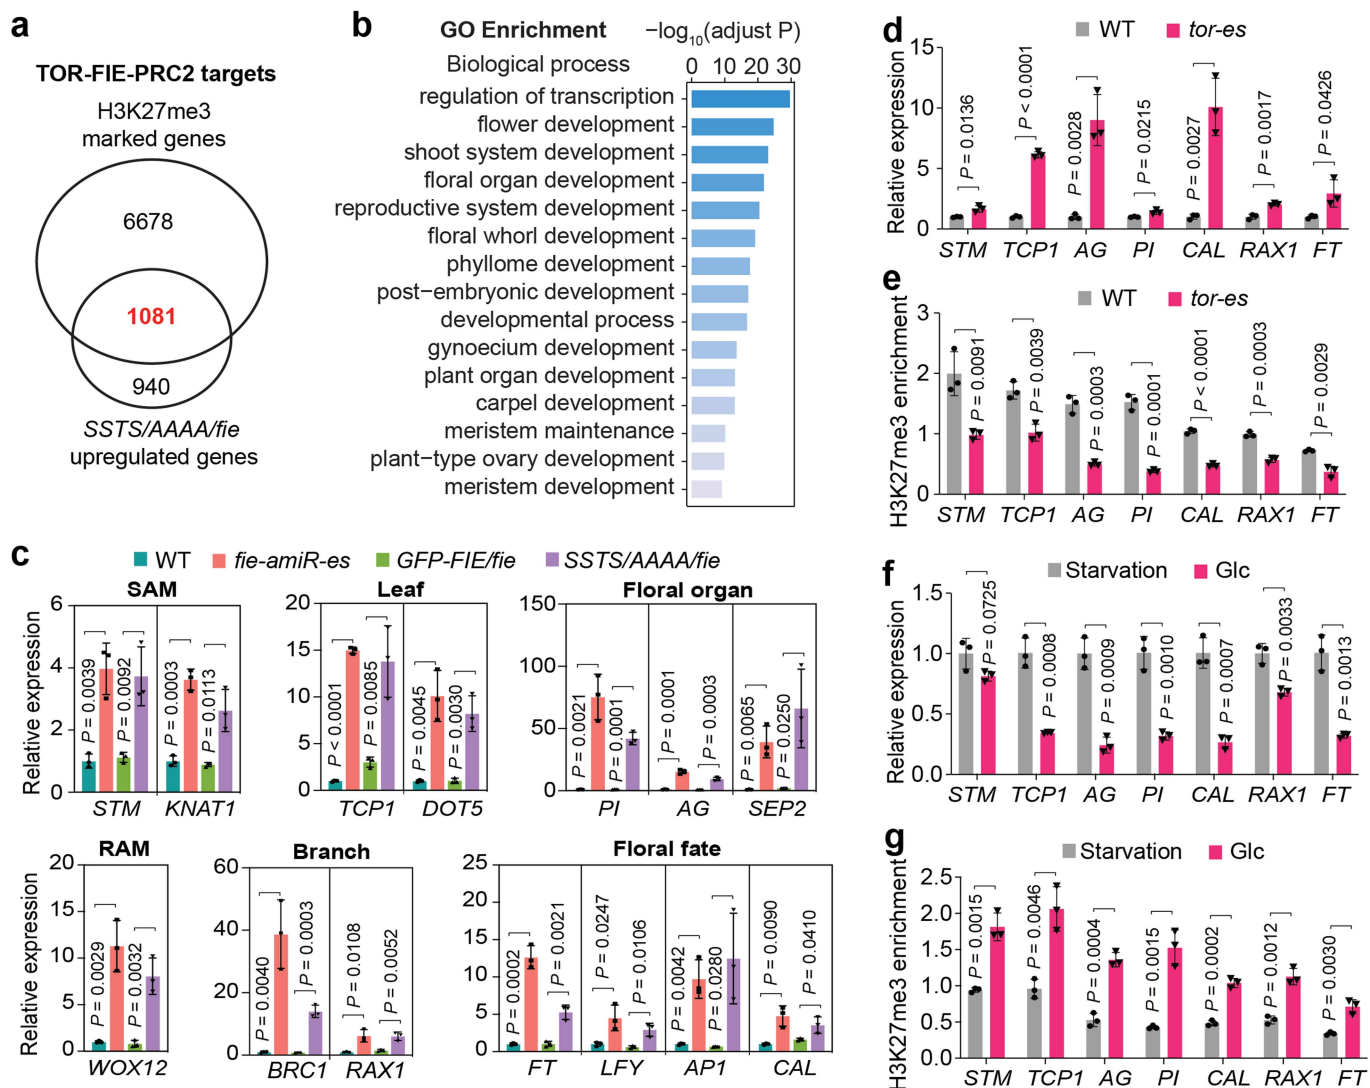 a
TOR-FIE-PRC2 targets
H3K27me3
marked genes
6678
1081
940
SSTS/AAAA/fie
upregulated genes
b
GO Enrichment
−log10(adjust P)
Biological process
0 10 20 30
regulation of transcription
flower development
shoot system development
floral organ development
reproductive system development
floral whorl development
phyllome development
post−embryonic development
developmental process
gynoecium development
plant organ development
carpel development
meristem maintenance
plant−type ovary development
meristem development
c
WT fie-amiR-es GFP-FIE/fie SSTS/AAAA/fie
SAM
Relative expression
6
4
2
0
P = 0.0039
P = 0.0092
P = 0.0003
P = 0.0113
STM KNAT1
Leaf
20
15
10
5
0
P < 0.0001
P = 0.0085
P = 0.0045
P = 0.0030
TCP1 DOT5
Floral organ
150
100
50
0
P = 0.0021
P = 0.0001
P = 0.0001
P = 0.0003
P = 0.0065
P = 0.0250
PI AG SEP2
RAM
Relative expression
20
15
10
5
0
P = 0.0029
P = 0.0032
WOX12
Branch
60
40
20
0
P = 0.0040
P = 0.0003
P = 0.0108
P = 0.0052
BRC1 RAX1
Floral fate
25
20
15
10
5
0
P = 0.0002
P = 0.0021
P = 0.0247
P = 0.0106
P = 0.0042
P = 0.0280
P = 0.0090
P = 0.0410
FT LFY AP1 CAL
d
WT tor-es
Relative expression
15
10
5
0
P = 0.0136
P < 0.0001
P = 0.0028
P = 0.0215
P = 0.0027
P = 0.0017
P = 0.0426
STM TCP1 AG PI CAL RAX1 FT
e
WT tor-es
H3K27me3 enrichment
3
2
1
0
P = 0.0091
P = 0.0039
P = 0.0003
P = 0.0001
P < 0.0001
P = 0.0003
P = 0.0029
STM TCP1 AG PI CAL RAX1 FT
f
Starvation Glc
Relative expression
1.5
1.0
0.5
0.0
P = 0.0725
P = 0.0008
P = 0.0009
P = 0.0010
P = 0.0007
P = 0.0033
P = 0.0013
STM TCP1 AG PI CAL RAX1 FT
g
Starvation Glc
H3K27me3 enrichment
2.5
2.0
1.5
1.0
0.5
0.0
P = 0.0015
P = 0.0046
P = 0.0004
P = 0.0015
P = 0.0002
P = 0.0012
P = 0.0030
STM TCP1 AG PI CAL RAX1 FT